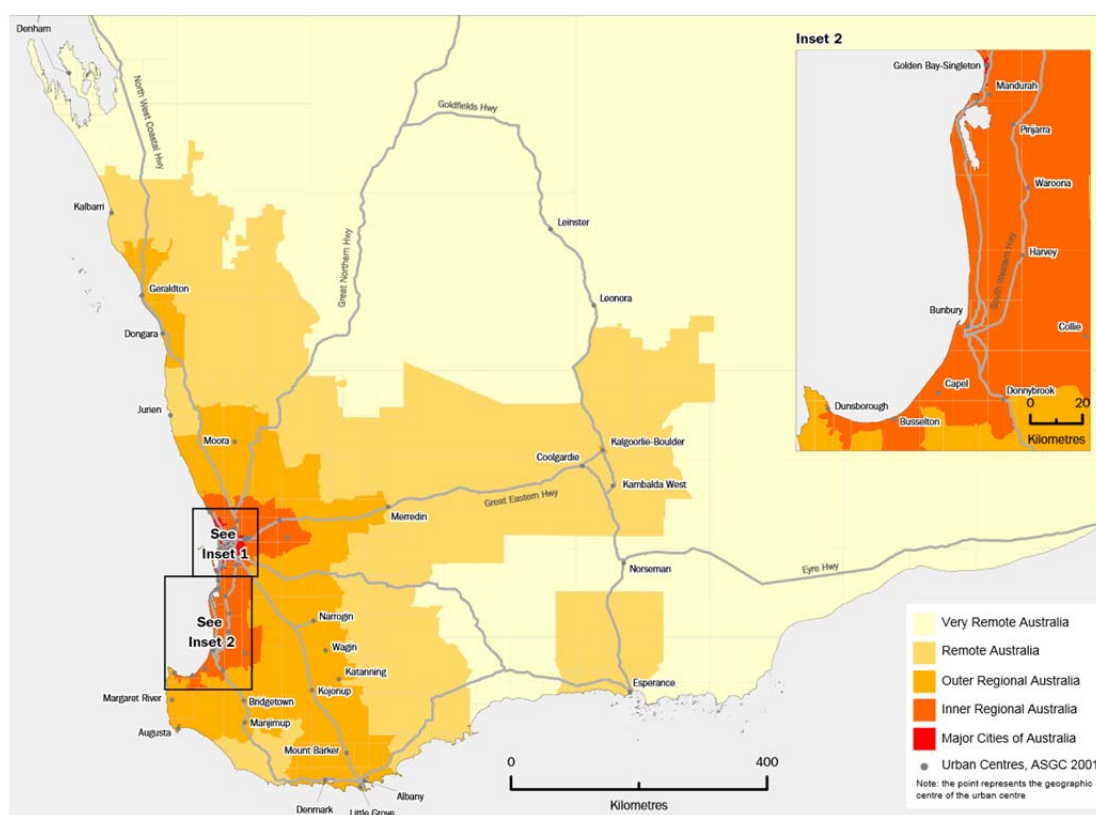 Denham
North West Coastal Hwy
Kalbarri
Geraldton
Dongara
Jurien
Moora
Goldfields Hwy
Great Northern Hwy
Leinster
Leonora
Kalgoorlie-Boulder
Coolgardie
Kambalda West
Great Eastern Hwy
Merredin
See
Inset 1
Norseman
Eyre Hwy
See
Inset 2
Narrogin
Wagin
Katanning
Kojonup
Margaret River
Bridgetown
Manjimup
Augusta
Mount Barker
Esperance
Albany
Denmark
Little Grove
0 400
Kilometres
Inset 2
Golden Bay-Singleton
Mandurah
Pinjarra
Waroona
South Western Hwy
Harvey
Bunbury
Collie
Capel
Donnybrook
Dunsborough
Busselton
0 20
Kilometres
Very Remote Australia
Remote Australia
Outer Regional Australia
Inner Regional Australia
Major Cities of Australia
Urban Centres, ASGC 2001
Note: the point represents the geographic
centre of the urban centre